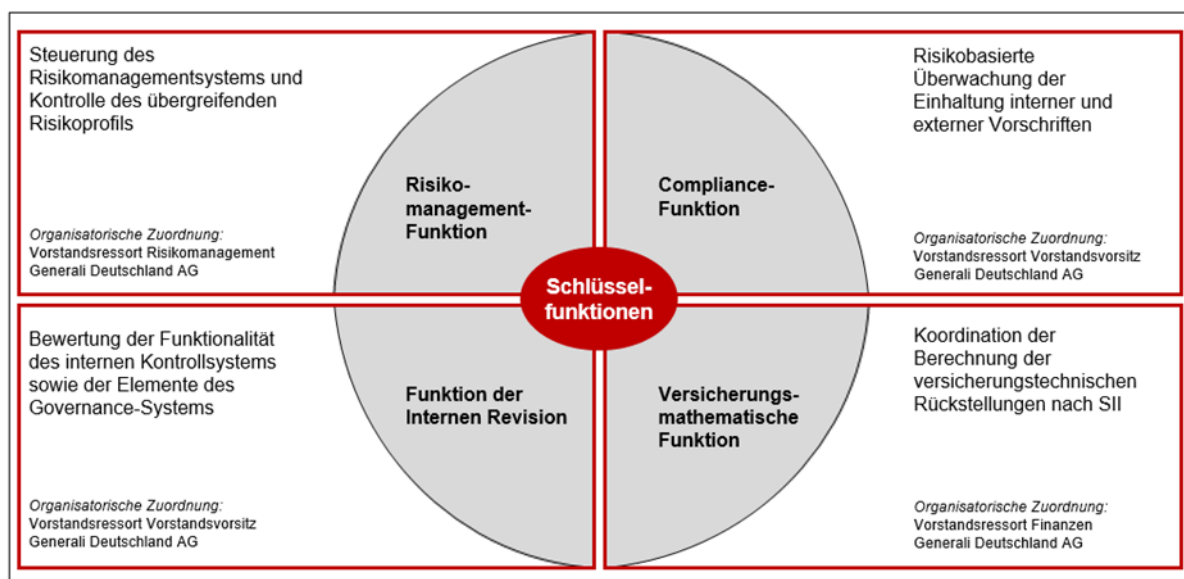 Steuerung des
Risikomanagementsystems und
Kontrolle des übergreifenden
Risikoprofils
Organisatorische Zuordnung:
Vorstandsressort Risikomanagement
Generali Deutschland AG
Risiko-
management-
Funktion
Compliance-
Funktion
Risikobasierte
Überwachung der
Einhaltung interner und
externer Vorschriften
Organisatorische Zuordnung:
Vorstandsressort Vorstandsvorsitz
Generali Deutschland AG
Schlüssel-
funktionen
Bewertung der Funktionalität
des internen Kontrollsystems
sowie der Elemente des
Governance-Systems
Organisatorische Zuordnung:
Vorstandsressort Vorstandsvorsitz
Generali Deutschland AG
Funktion der
Internen Revision
Versicherungs-
mathematische
Funktion
Koordination der
Berechnung der
versicherungstechnischen
Rückstellungen nach SII
Organisatorische Zuordnung:
Vorstandsressort Finanzen
Generali Deutschland AG